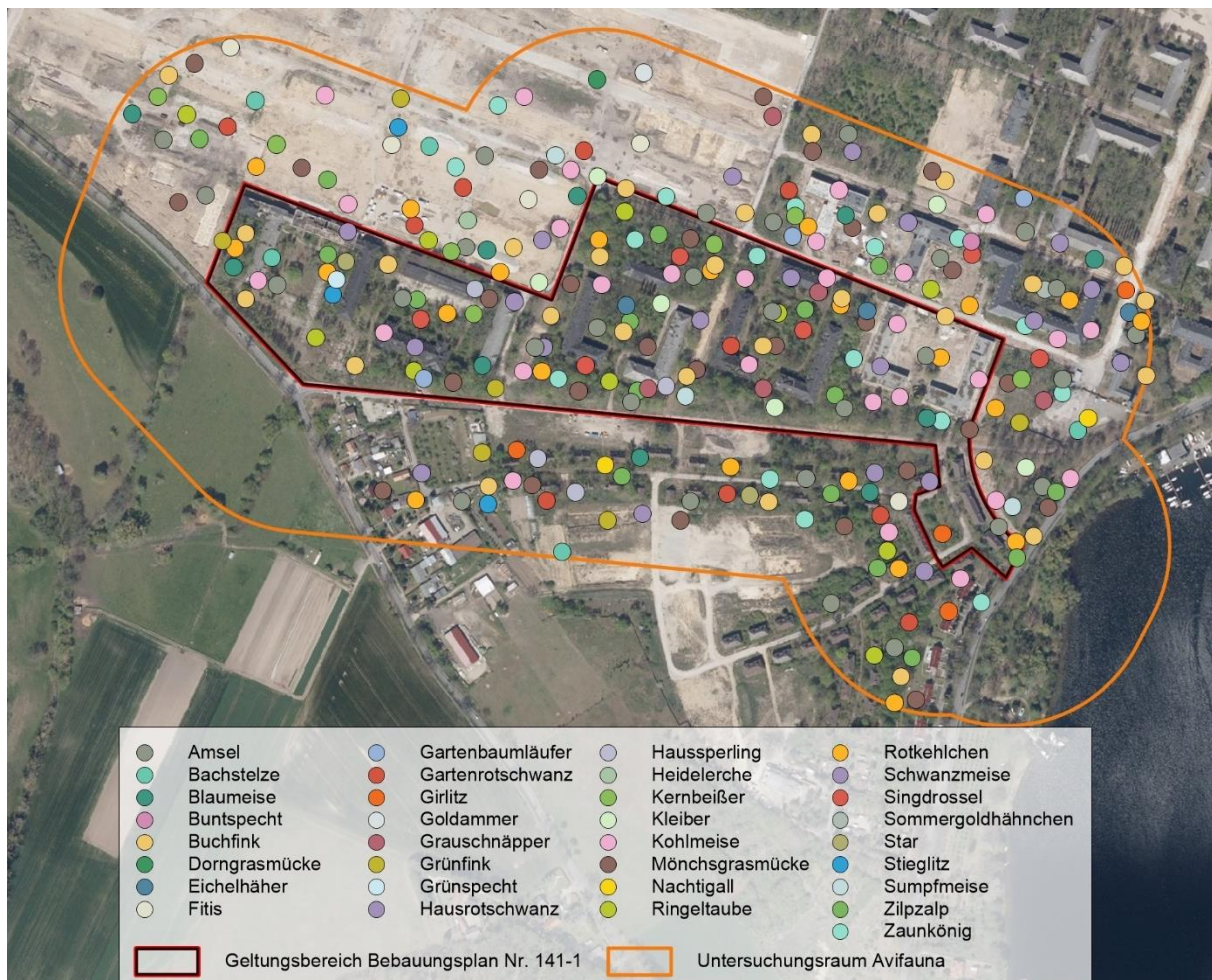 Amsel
Bachstelze
Blaumeise
Buntspecht
Buchfink
Dorngrasmücke
Eichelhäher
Fitis
Gartenbaumläufer
Gartenrotschwanz
Girlitz
Goldammer
Grauschnäpper
Grünfink
Grünspecht
Hausrotschwanz
Haussperling
Heidelerche
Kernbeißer
Kleiber
Kohlmeise
Mönchsgrasmücke
Nachtigall
Ringeltaube
Rotkehlchen
Schwanzmeise
Singdrossel
Sommergoldhähnchen
Star
Stieglitz
Sumpfmeise
Zilpzalp
Zaunkönig
Geltungsbereich Bebauungsplan Nr. 141-1
Untersuchungsraum Avifauna